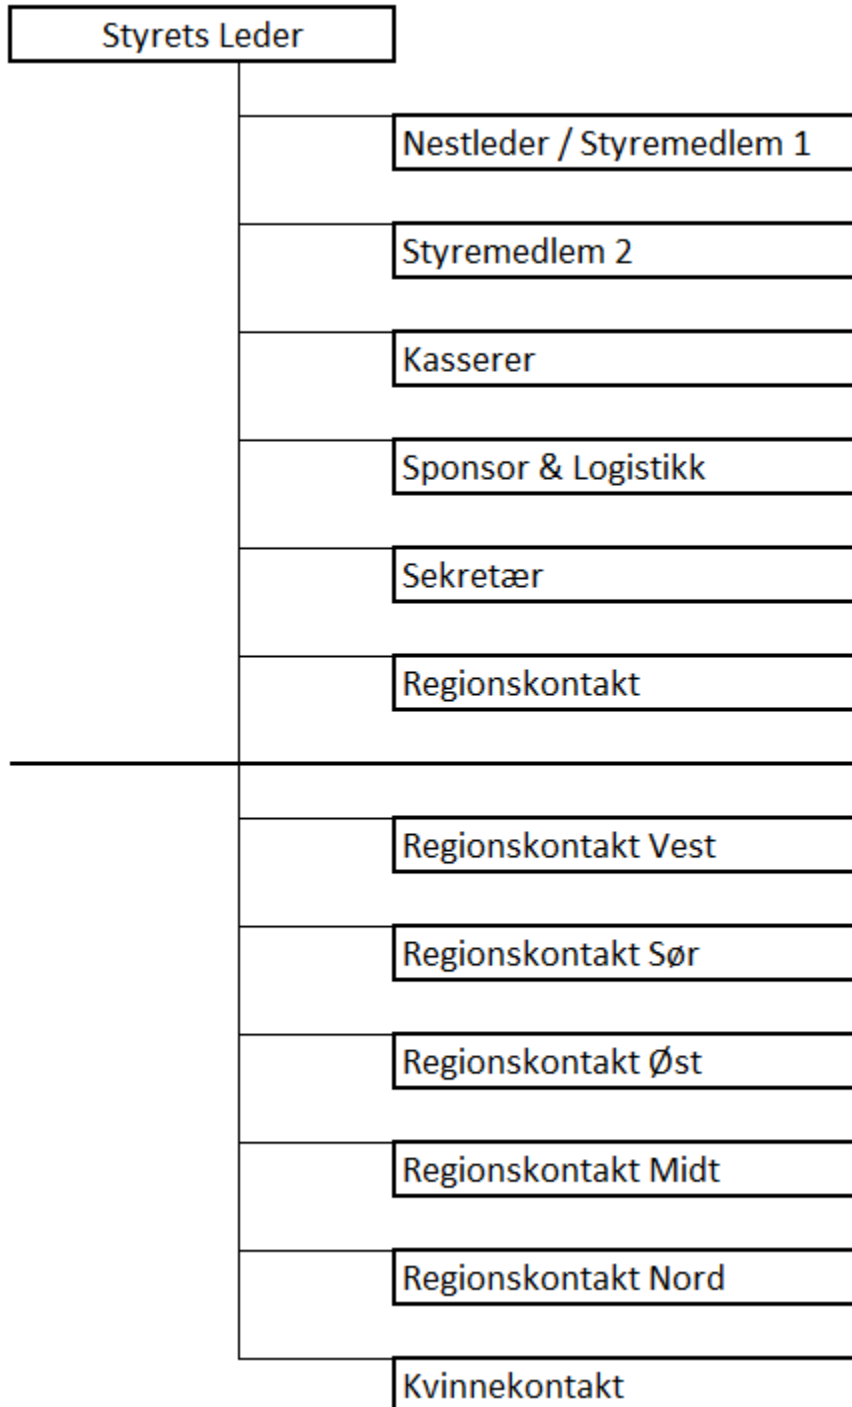 Styrets Leder
Nestleder / Styremedlem 1
Styremedlem 2
Kasserer
Sponsor & Logistikk
Sekretær
Regionskontakt
Regionskontakt Vest
Regionskontakt Sør
Regionskontakt Øst
Regionskontakt Midt
Regionskontakt Nord
Kvinnekontakt